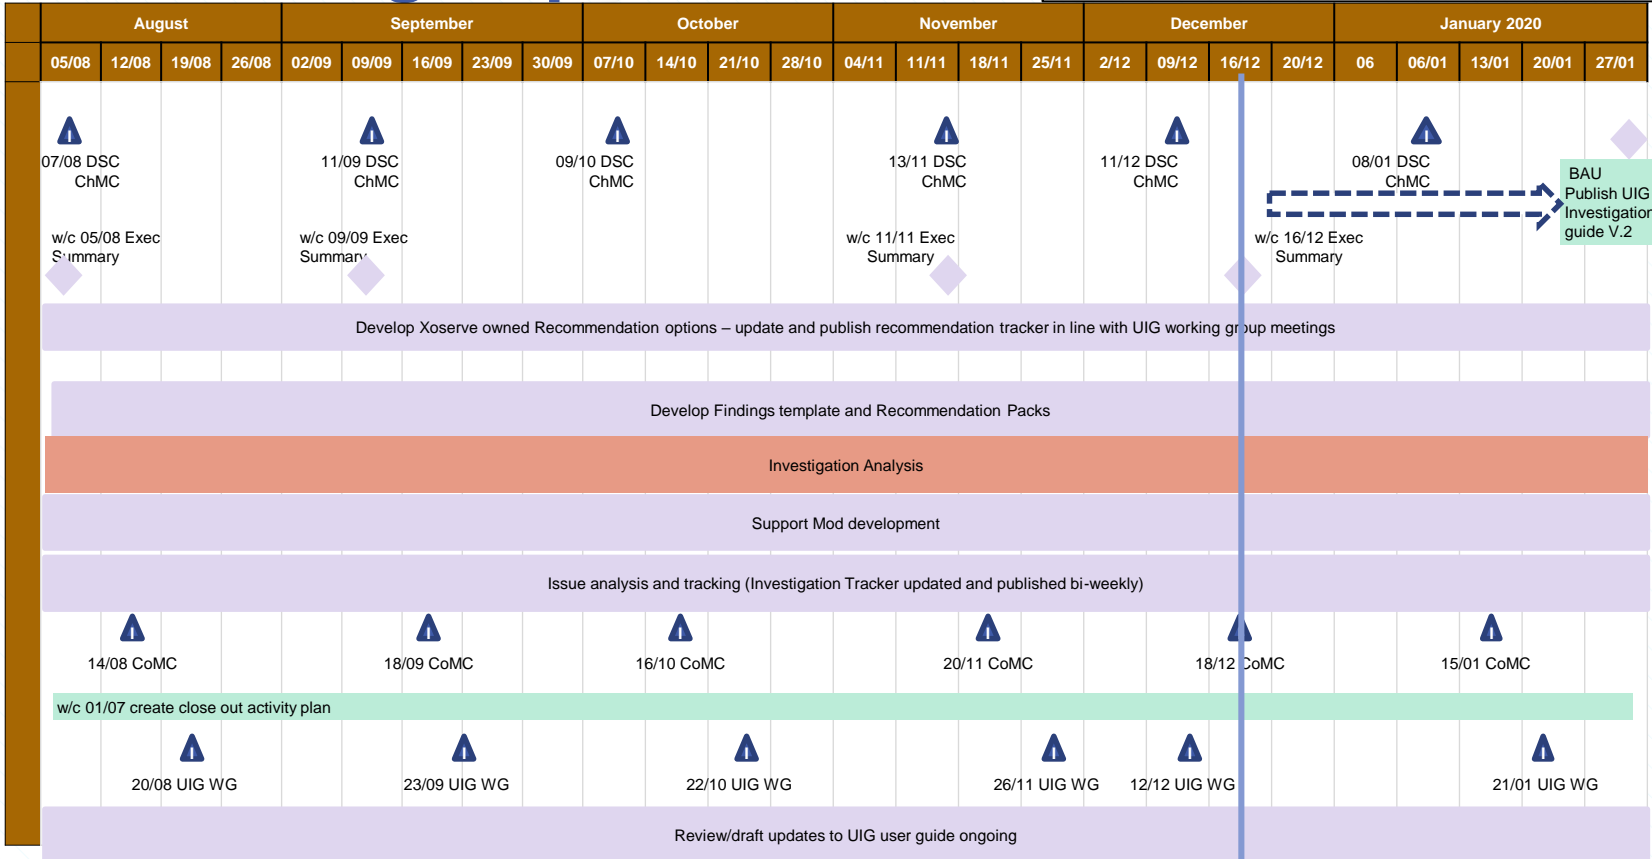 August September October November December January 2020
05/08 12/08 19/08 26/08 02/09 09/09 16/09 23/09 30/09 07/10 14/10 21/10 28/10 04/11 11/11 18/11 25/11 2/12 09/12 16/12 20/12 06 06/01 13/01 20/01 27/01
07/08 DSC
ChMC
11/09 DSC
ChMC
09/10 DSC
ChMC
13/11 DSC
ChMC
11/12 DSC
ChMC
08/01 DSC
ChMC
BAU
Publish UIG
Investigation
guide V.2
w/c 05/08 Exec
Summary
w/c 09/09 Exec
Summary
w/c 11/11 Exec
Summary
w/c 16/12 Exec
Summary
Develop Xoserve owned Recommendation options – update and publish recommendation tracker in line with UIG working group meetings
Develop Findings template and Recommendation Packs
Investigation Analysis
Support Mod development
Issue analysis and tracking (Investigation Tracker updated and published bi-weekly)
14/08 CoMC 18/09 CoMC 16/10 CoMC 20/11 CoMC 18/12 CoMC 15/01 CoMC
w/c 01/07 create close out activity plan
20/08 UIG WG 23/09 UIG WG 22/10 UIG WG 26/11 UIG WG 12/12 UIG WG 21/01 UIG WG
Review/draft updates to UIG user guide ongoing